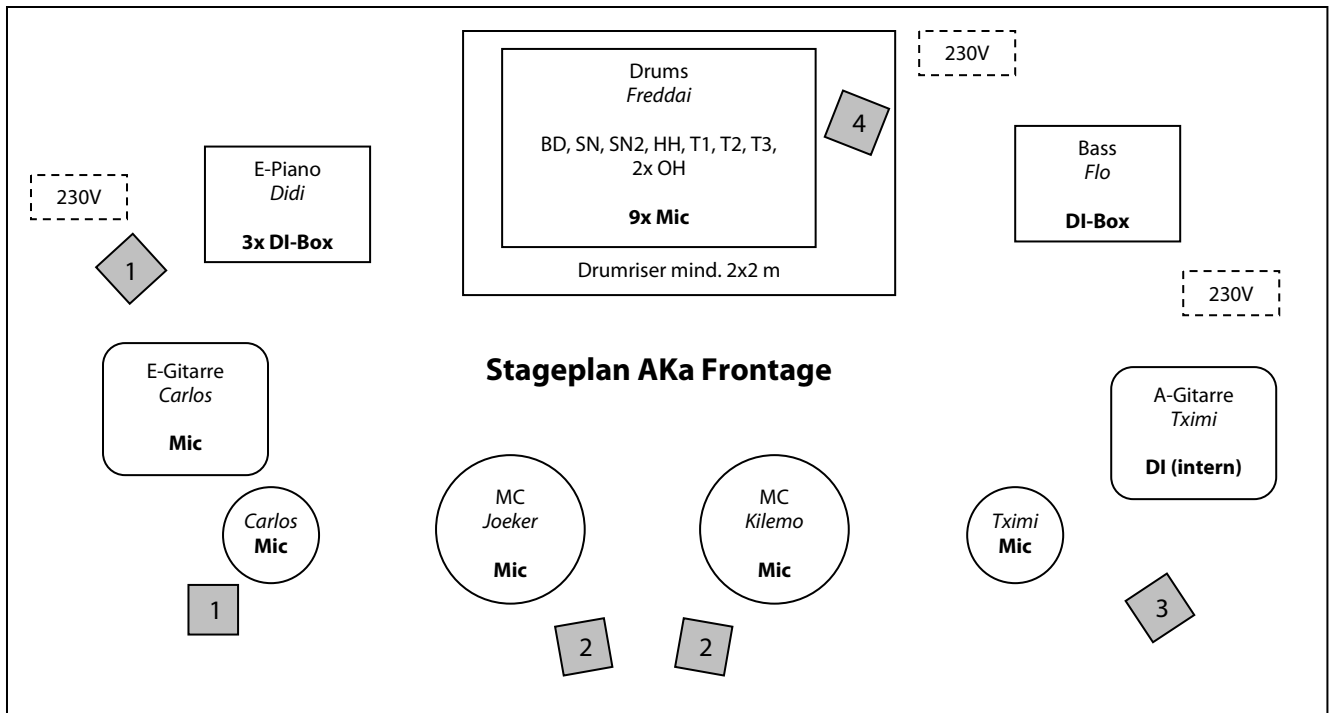 230V
Drums
Freddai
BD, SN, SN2, HH, T1, T2, T3,
2x OH
9x Mic
Drumriser mind. 2x2 m
4
E-Piano
Didi
3x DI-Box
230V
1
Bass
Flo
DI-Box
230V
Stageplan AKa Frontage
E-Gitarre
Carlos
Mic
A-Gitarre
Tximi
DI (intern)
Carlos
Mic
MC
Joeker
Mic
MC
Kilemo
Mic
Tximi
Mic
1
2
2
3